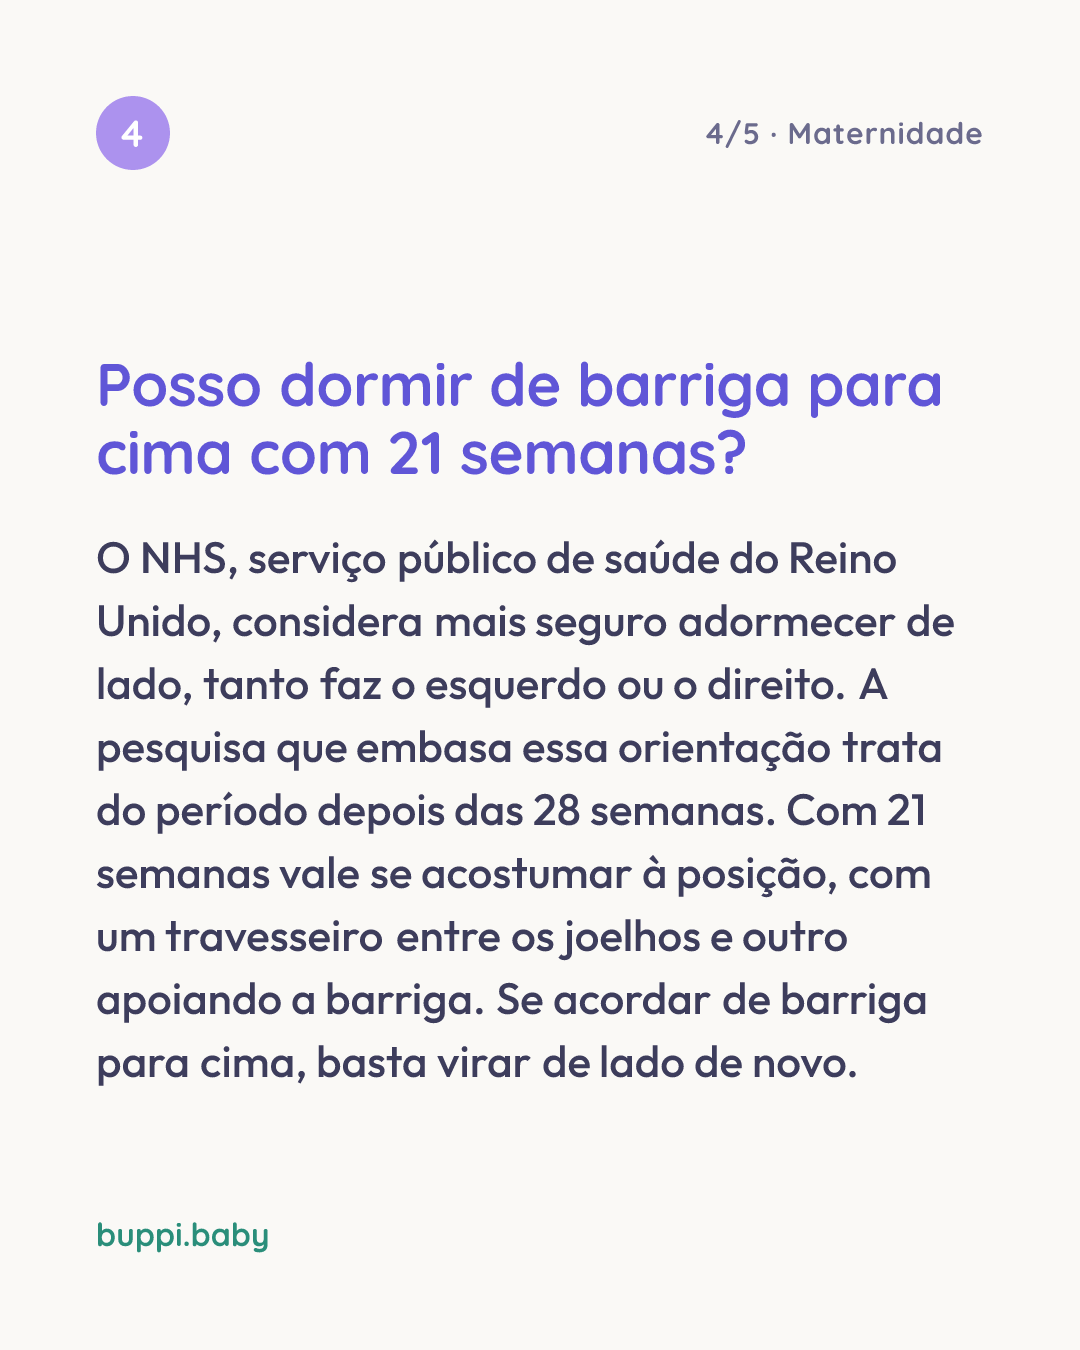 4
4/5 · Maternidade
Posso dormir de barriga para
cima com 21 semanas?
O NHS, serviço público de saúde do Reino
Unido, considera mais seguro adormecer de
lado, tanto faz o esquerdo ou o direito. A
pesquisa que embasa essa orientação trata
do período depois das 28 semanas. Com 21
semanas vale se acostumar à posição, com
um travesseiro entre os joelhos e outro
apoiando a barriga. Se acordar de barriga
para cima, basta virar de lado de novo.
buppi.baby